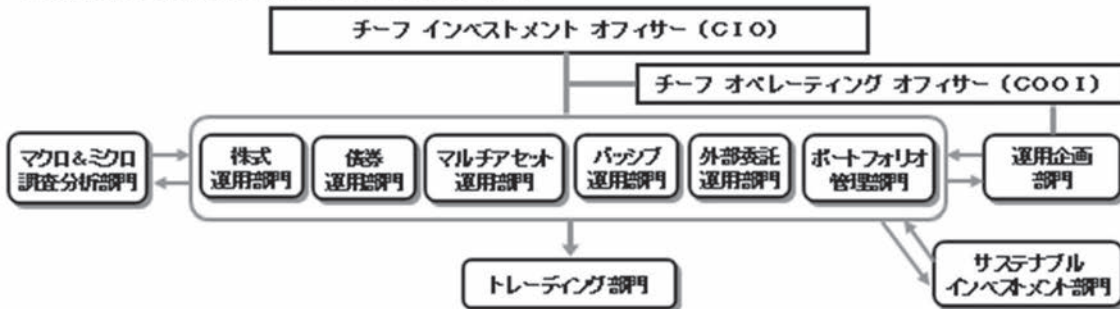 チーフ インベストメント オフィサー (CIO)
チーフ オペレーティング オフィサー (COOI)
マクロ&ミクロ
調査分析部門
株式
運用部門
債券
運用部門
マルチアセット
運用部門
パッシブ
運用部門
外部委託
運用部門
ポートフォリオ
管理部門
運用企画
部門
トレーディング部門
サステナブル
インベストメント部門